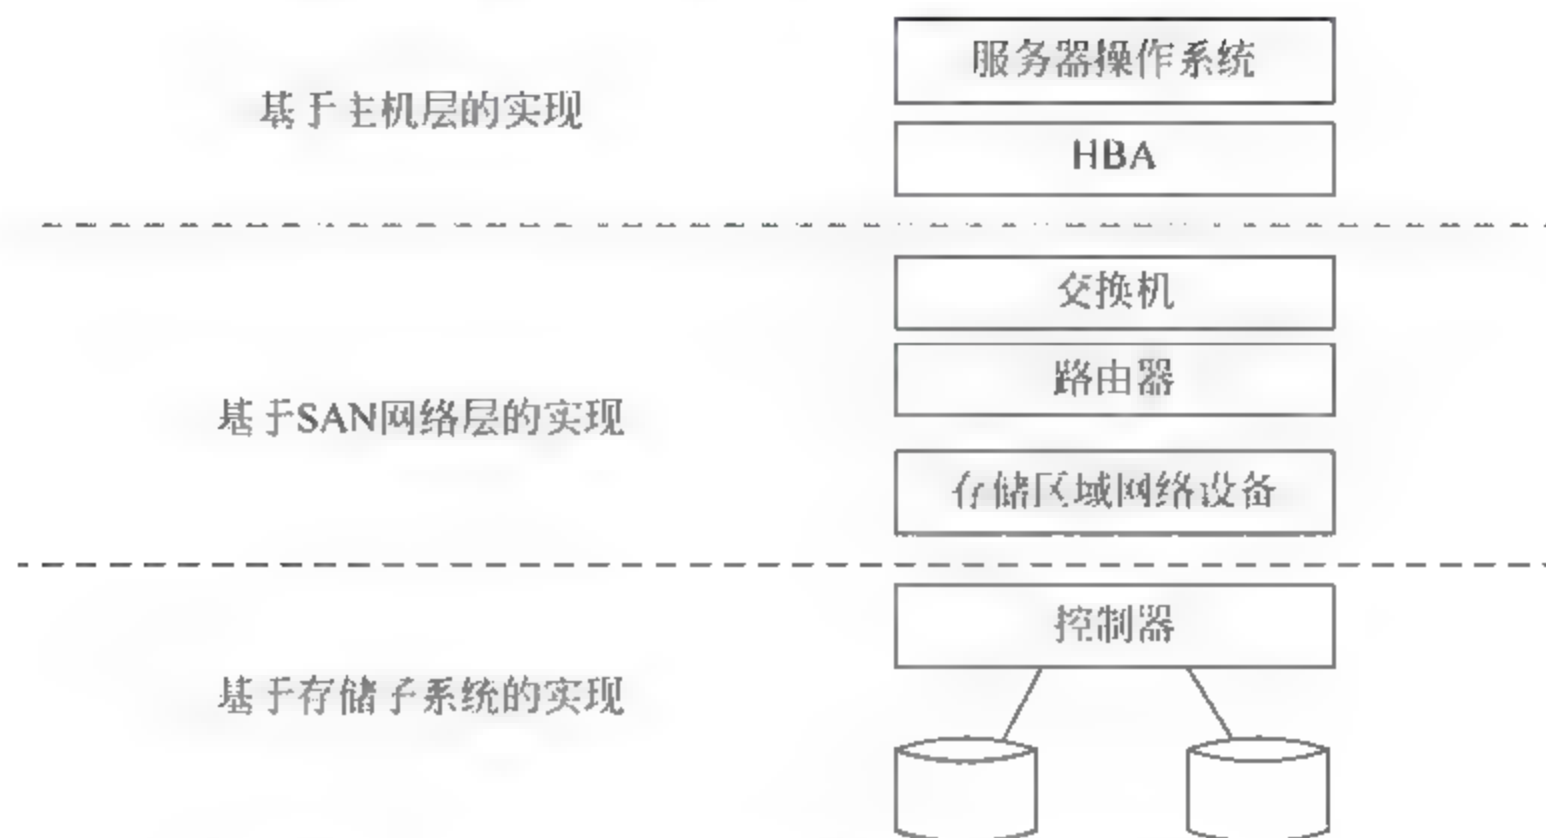 服务器操作系统
基于主机层的实现
HBA
交换机
路由器
基于SAN网络层的实现
存储区域网络设备
控制器
基于存储子系统的实现